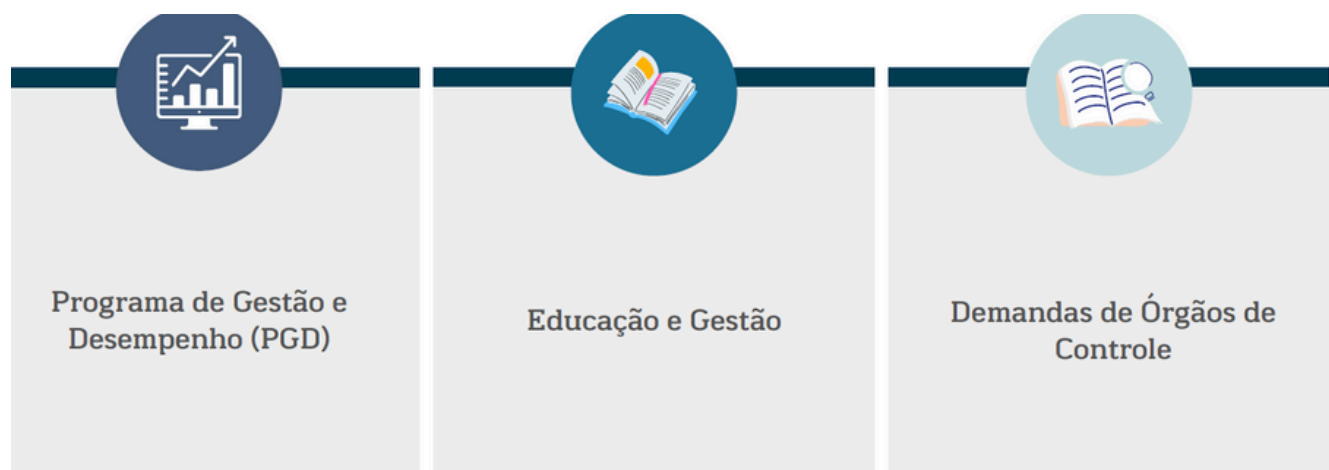 Programa de Gestão e
Desempenho (PGD)
Educação e Gestão
Demandas de Órgãos de
Controle